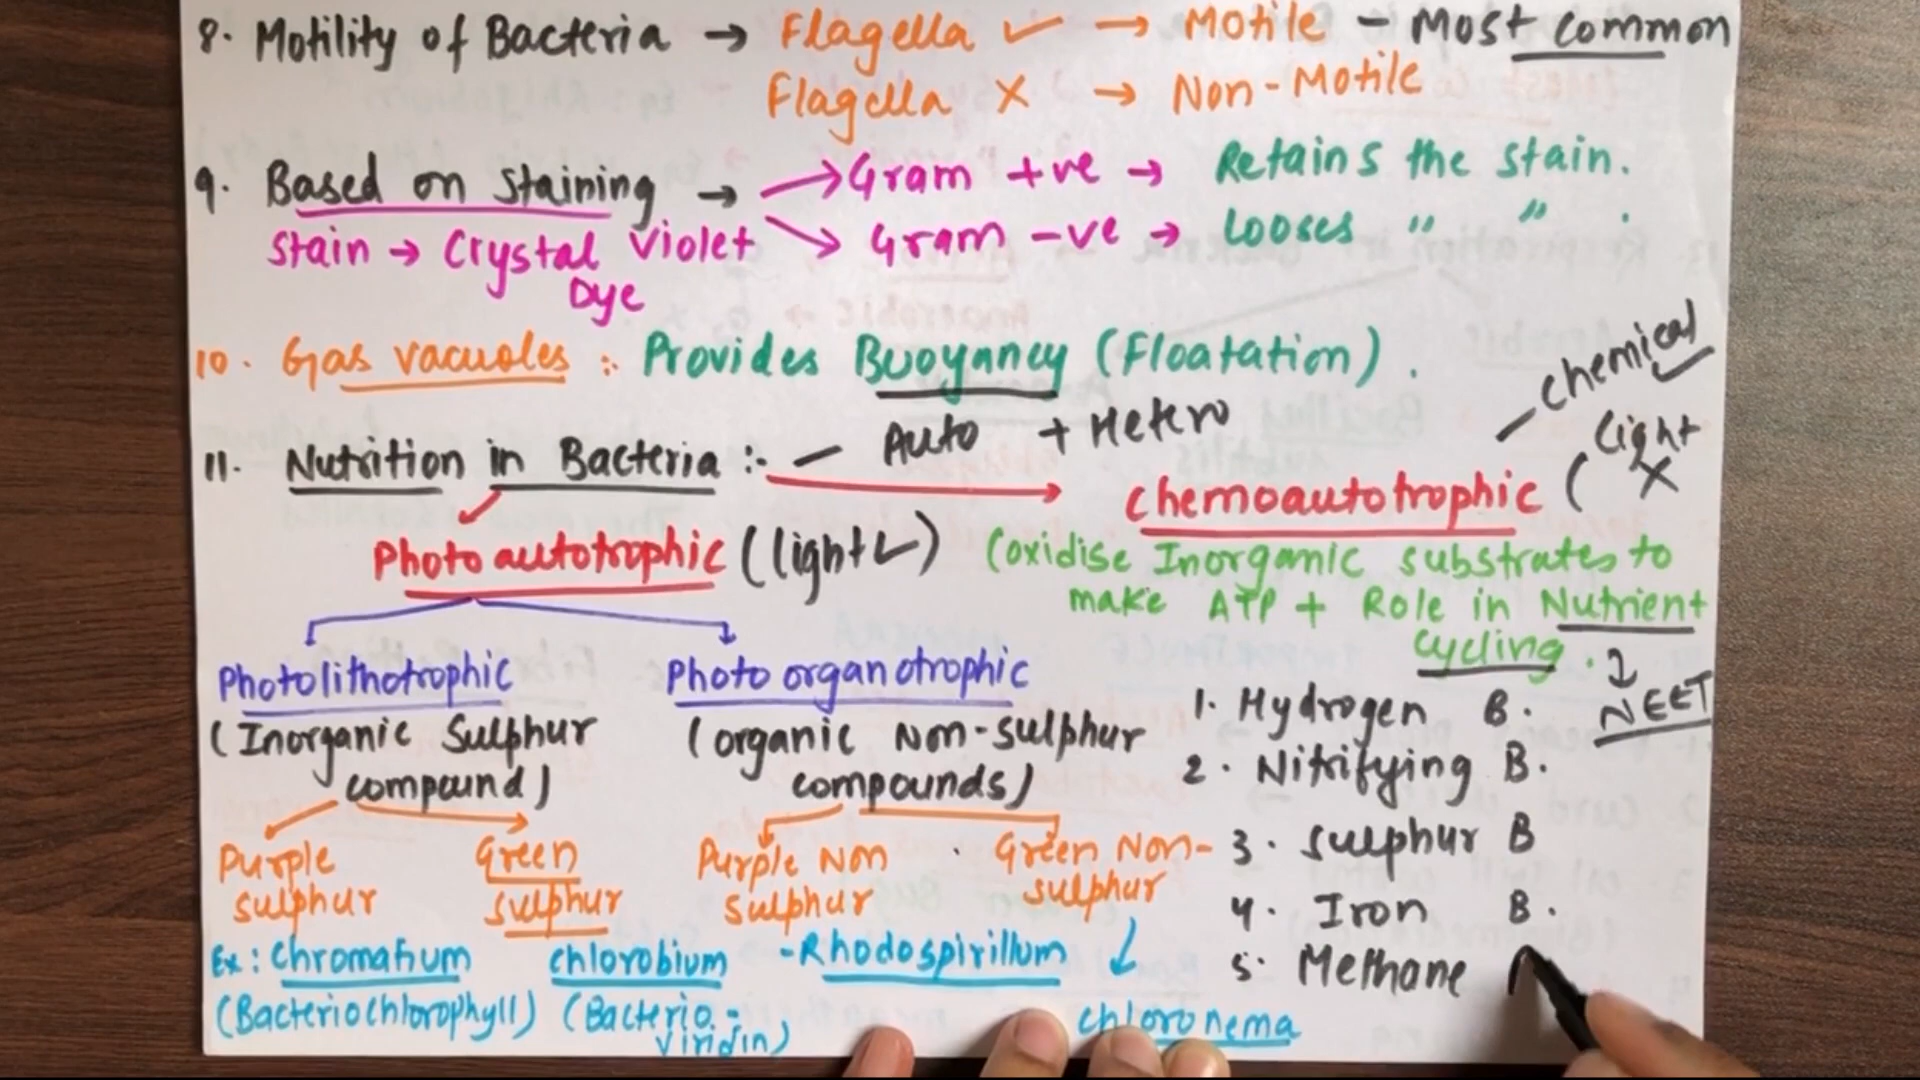 8. Motility of Bacteria → Flagella ✓ → Motile - Most common
Flagella X → Non-Motile
9. Based on Staining → Gram +ve → Retains the stain.
Stain → Crystal Violet Dye
Gram -ve → Looses " " .
10. Gas vacuoles :- Provides Buoyancy (Floatation).
11. Nutrition in Bacteria :- - Auto + Hetero
Photoautotrophic (light ✓)
chemoautotrophic (light X
- chemical
(oxidise Inorganic substrates to
make ATP + Role in Nutrient
cycling.
↓
NEET
Photolithotrophic
(Inorganic Sulphur
compound)
Purple
sulphur
Green
sulphur
Ex: Chromatium
(Bacteriochlorophyll)
chlorobium
(Bacterio-
viridin)
Photo organotrophic
(organic Non-sulphur
compounds)
Purple Non
sulphur
Green Non-
sulphur
-Rhodospirillum
↓
chloronema
1. Hydrogen B.
2. Nitrifying B.
3. sulphur B
4. Iron B.
5. Methane